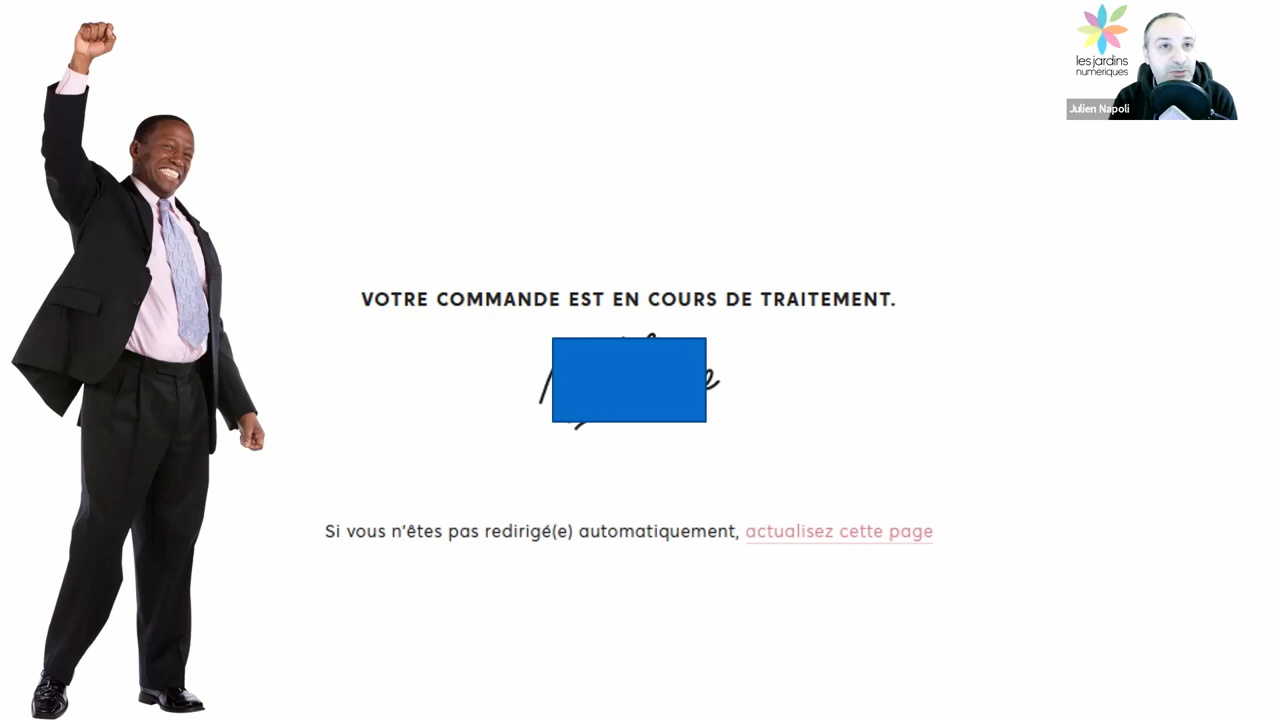 les jardins
numeriques
Julien Napoli
VOTRE COMMANDE EST EN COURS DE TRAITEMENT.
Si vous n'êtes pas redirigé(e) automatiquement, actualisez cette page